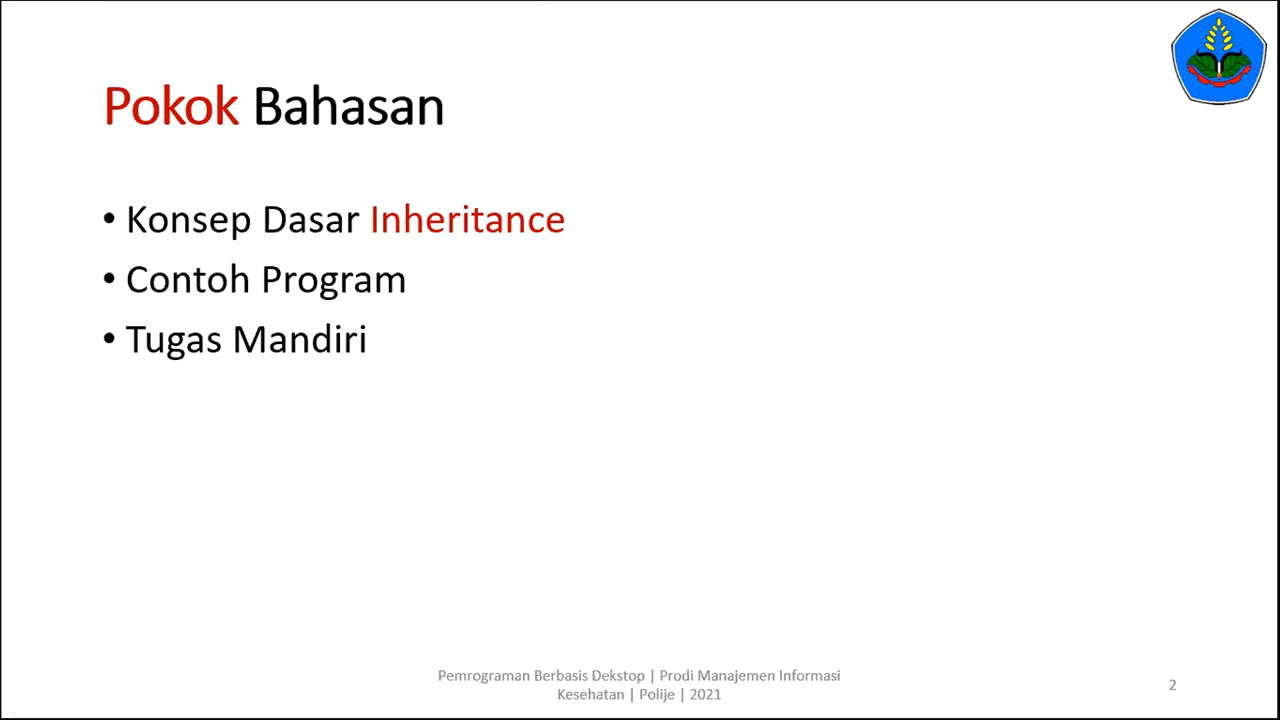 Pokok Bahasan
• Konsep Dasar Inheritance
• Contoh Program
• Tugas Mandiri
Pemrograman Berbasis Dekstop | Prodi Manajemen Informasi
Kesehatan | Polije | 2021
2